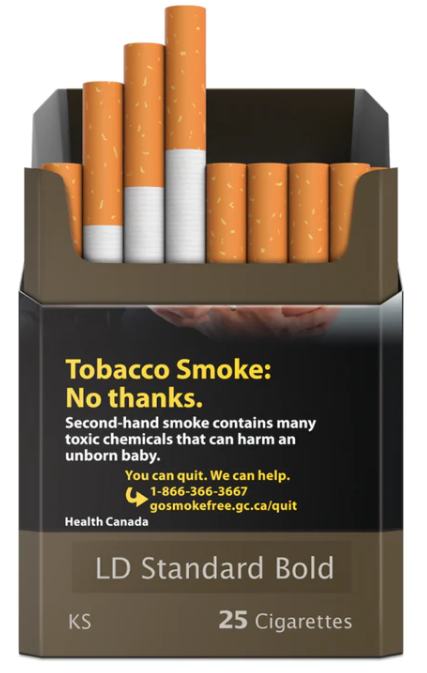 Tobacco Smoke:
No thanks.
Second-hand smoke contains many
toxic chemicals that can harm an
unborn baby.
You can quit. We can help.
1-866-366-3667
gosmokefree.gc.ca/quit
Health Canada
LD Standard Bold
KS
25 Cigarettes